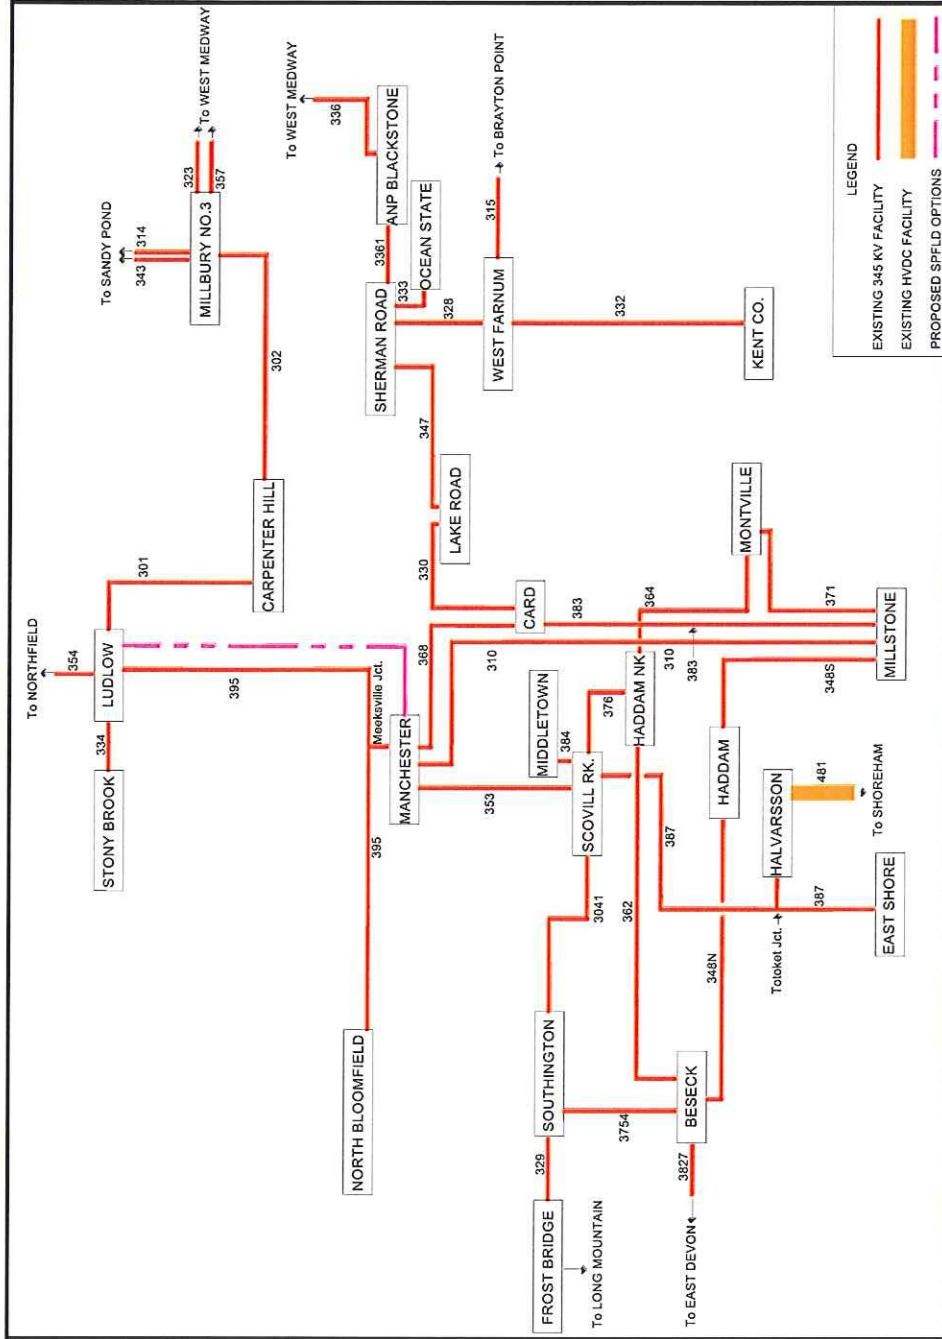 To NORTHFIELD
354
STONY BROOK
334
LUDLOW
301
CARPENTER HILL
302
To SANDY POND
343
314
MILLBURY NO.3
323
357
To WEST MEDWAY
395
Meeksville Jct.
NORTH BLOOMFIELD
395
MANCHESTER
368
310
353
To WEST MEDWAY
336
ANP BLACKSTONE
3361
SHERMAN ROAD
333
OCEAN STATE
347
LAKE ROAD
330
328
315
To BRAYTON POINT
WEST FARNUM
332
KENT CO.
CARD
383
MIDDLETOWN
384
SCOVILL RK.
376
HADDAM NK
364
MONTVILLE
371
310
383
MILLSTONE
348S
SOUTHINGTON
3041
329
FROST BRIDGE
To LONG MOUNTAIN
3754
362
387
BESECK
3827
To EAST DEVON
348N
HADDAM
HALVARSSON
481
To SHOREHAM
Totoket Jct.
387
EAST SHORE
LEGEND
EXISTING 345 KV FACILITY
EXISTING HVDC FACILITY
PROPOSED SPFLD OPTIONS